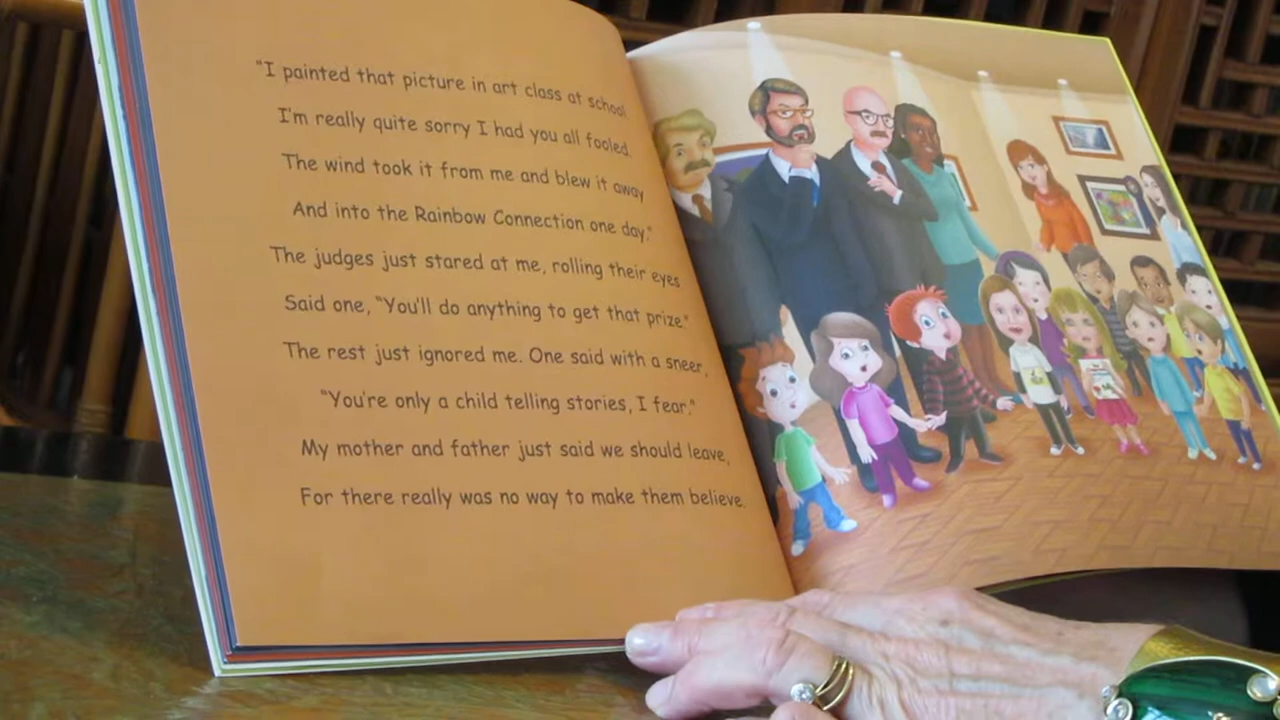 "I painted that picture in art class at school
I'm really quite sorry I had you all fooled.
The wind took it from me and blew it away
And into the Rainbow Connection one day."
The judges just stared at me, rolling their eyes
Said one, "You'll do anything to get that prize."
The rest just ignored me. One said with a sneer,
"You're only a child telling stories, I fear."
My mother and father just said we should leave,
For there really was no way to make them believe.